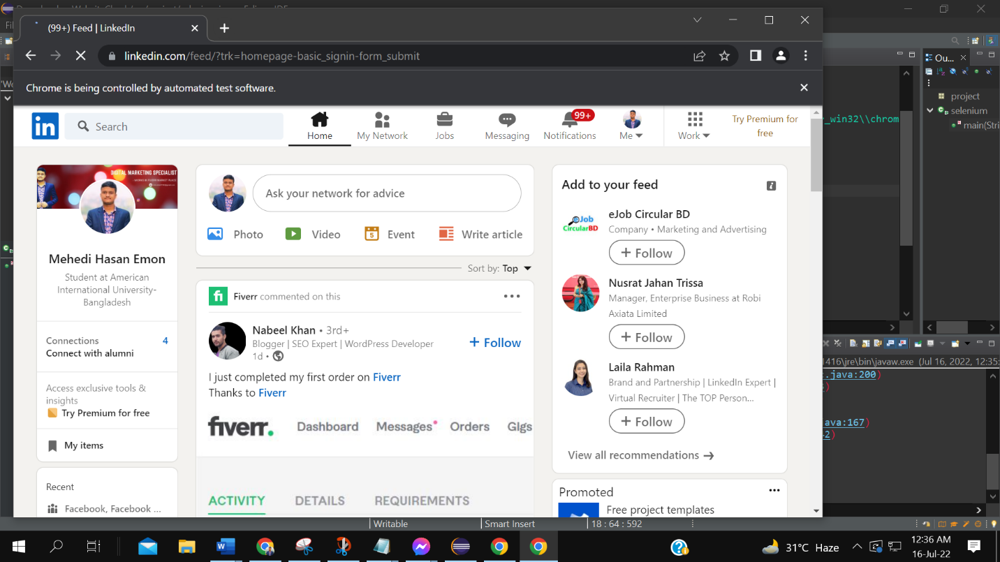 (99+) Feed | LinkedIn
linkedin.com/feed/?trk=homepage-basic_signin-form_submit
Chrome is being controlled by automated test software.
in
Search
Home
My Network
Jobs
Messaging
99+
Notifications
Me
Work
Try Premium for
free
DIGITAL MARKETING SPECIALIST
Mehedi Hasan Emon
Student at American
International University-
Bangladesh
Connections 4
Connect with alumni
Access exclusive tools &
insights
Try Premium for free
My items
Recent
Facebook, Facebook ...
Ask your network for advice
Photo
Video
Event
Write article
Sort by: Top
Fiverr commented on this
Nabeel Khan • 3rd+
Blogger | SEO Expert | WordPress Developer
1d •
+ Follow
I just completed my first order on Fiverr
Thanks to Fiverr
fiverr.
Dashboard
Messages
Orders
GIgs
ACTIVITY
DETAILS
REQUIREMENTS
Add to your feed
eJob Circular BD
Company • Marketing and Advertising
+ Follow
Nusrat Jahan Trissa
Manager, Enterprise Business at Robi
Axiata Limited
+ Follow
Laila Rahman
Brand and Partnership | LinkedIn Expert |
Virtual Recruiter | The TOP Person...
+ Follow
View all recommendations →
Promoted
Free project templates
Ou...
project
selenium
main(Stri
_win32\\chrom
1416\jre\bin\javaw.exe (Jul 16, 2022, 12:35:
.java:200)
ava:167)
Writable
Smart Insert
18 : 64 : 592
31°C Haze
12:36 AM
16-Jul-22